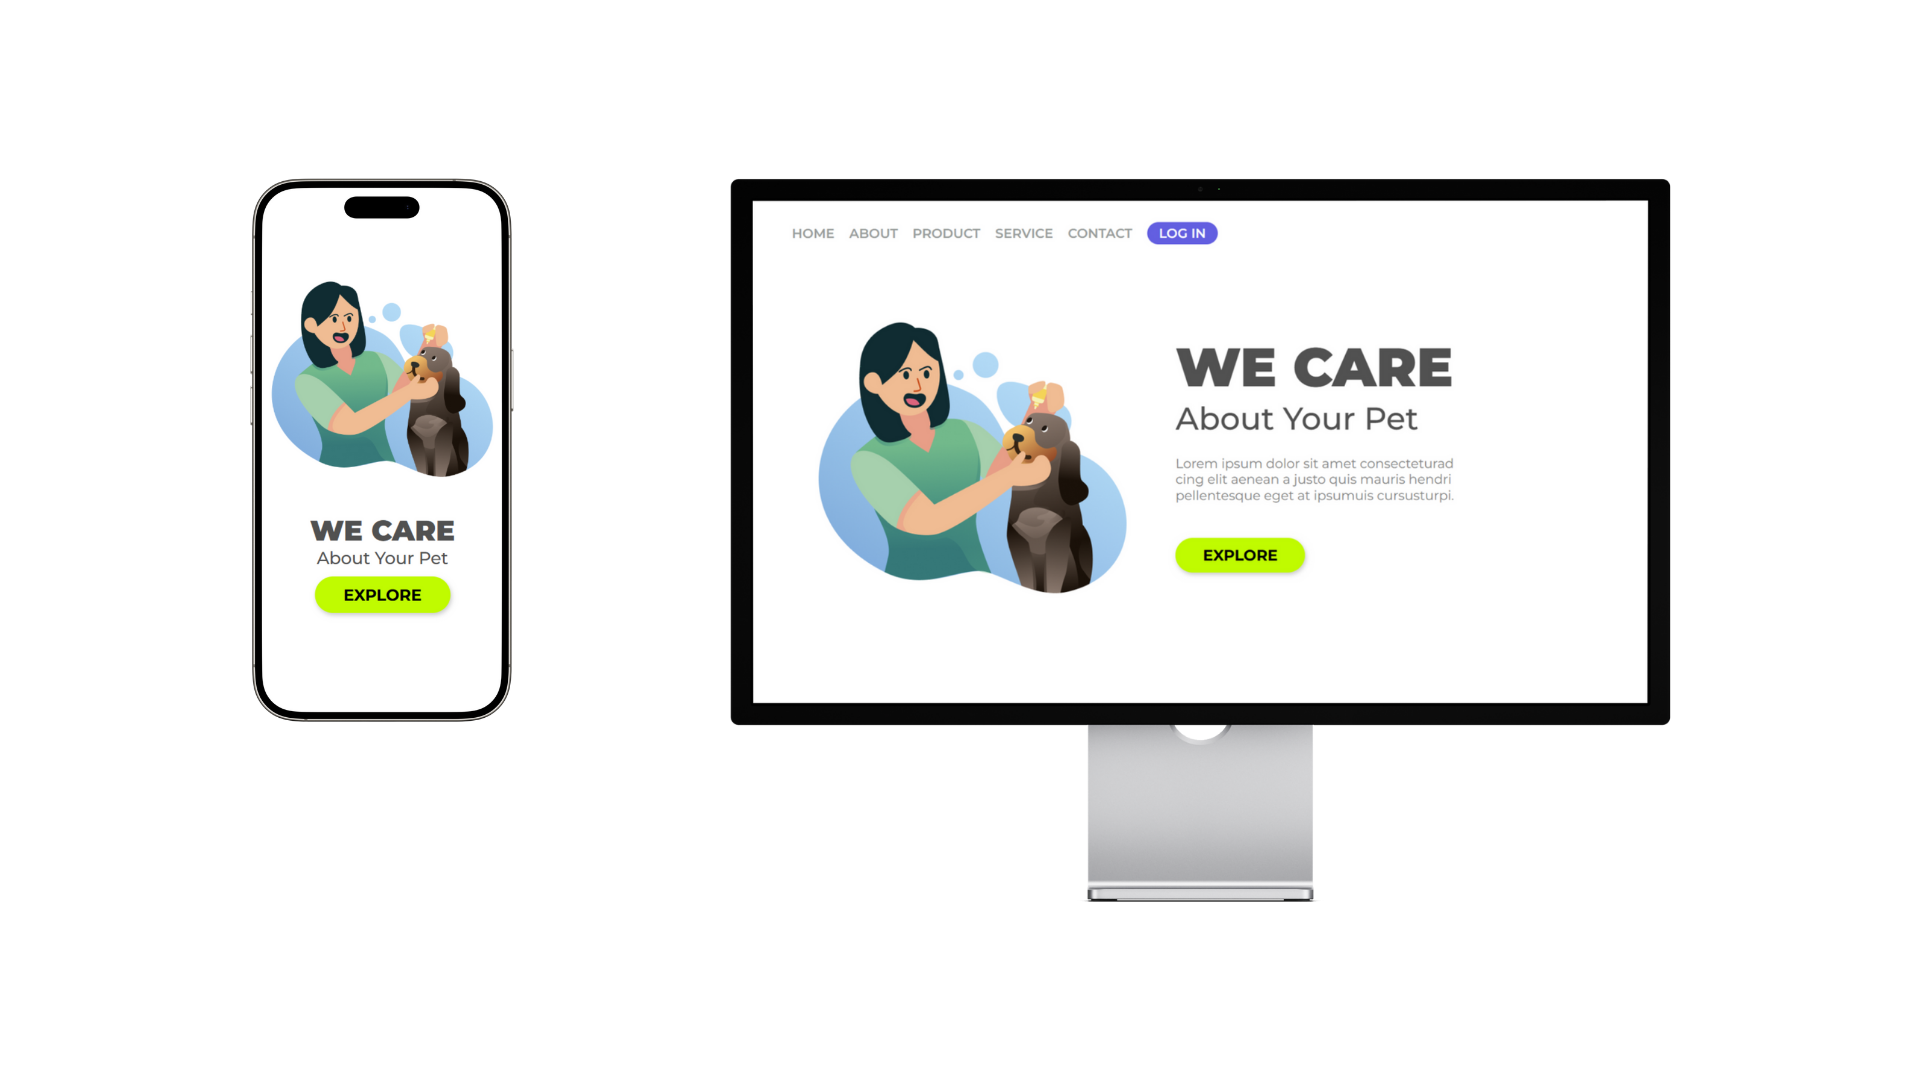 WE CARE
About Your Pet
EXPLORE
HOME ABOUT PRODUCT SERVICE CONTACT LOG IN
WE CARE
About Your Pet
Lorem ipsum dolor sit amet consecteturad
cing elit aenean a justo quis mauris hendri
pellentesque eget at ipsumuis cursusturpi.
EXPLORE